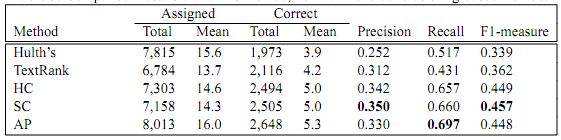 Assigned Correct
Method Total Mean Total Mean Precision Recall F1-measure
Hulth's 7,815 15.6 1,973 3.9 0.252 0.517 0.339
TextRank 6,784 13.7 2,116 4.2 0.312 0.431 0.362
HC 7,303 14.6 2,494 5.0 0.342 0.657 0.449
SC 7,158 14.3 2,505 5.0 0.350 0.660 0.457
AP 8,013 16.0 2,648 5.3 0.330 0.697 0.448